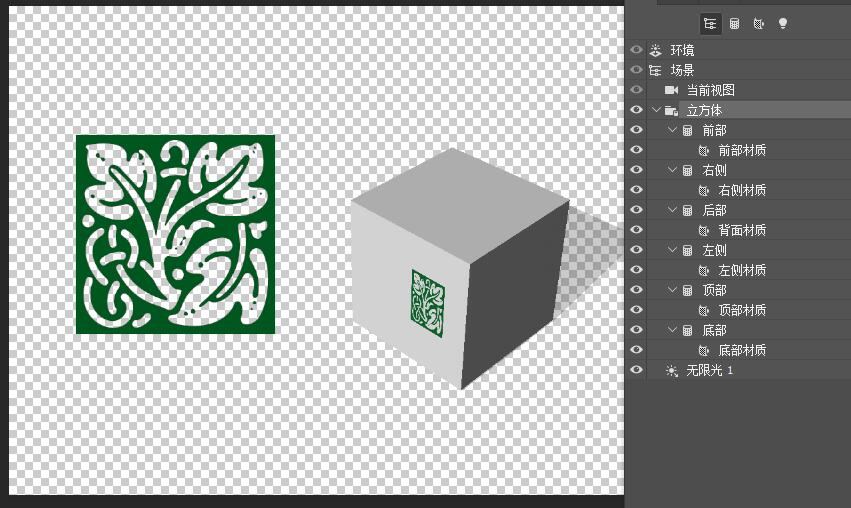 环境
场景
当前视图
立方体
前部
前部材质
右侧
右侧材质
后部
背面材质
左侧
左侧材质
顶部
顶部材质
底部
底部材质
无限光 1